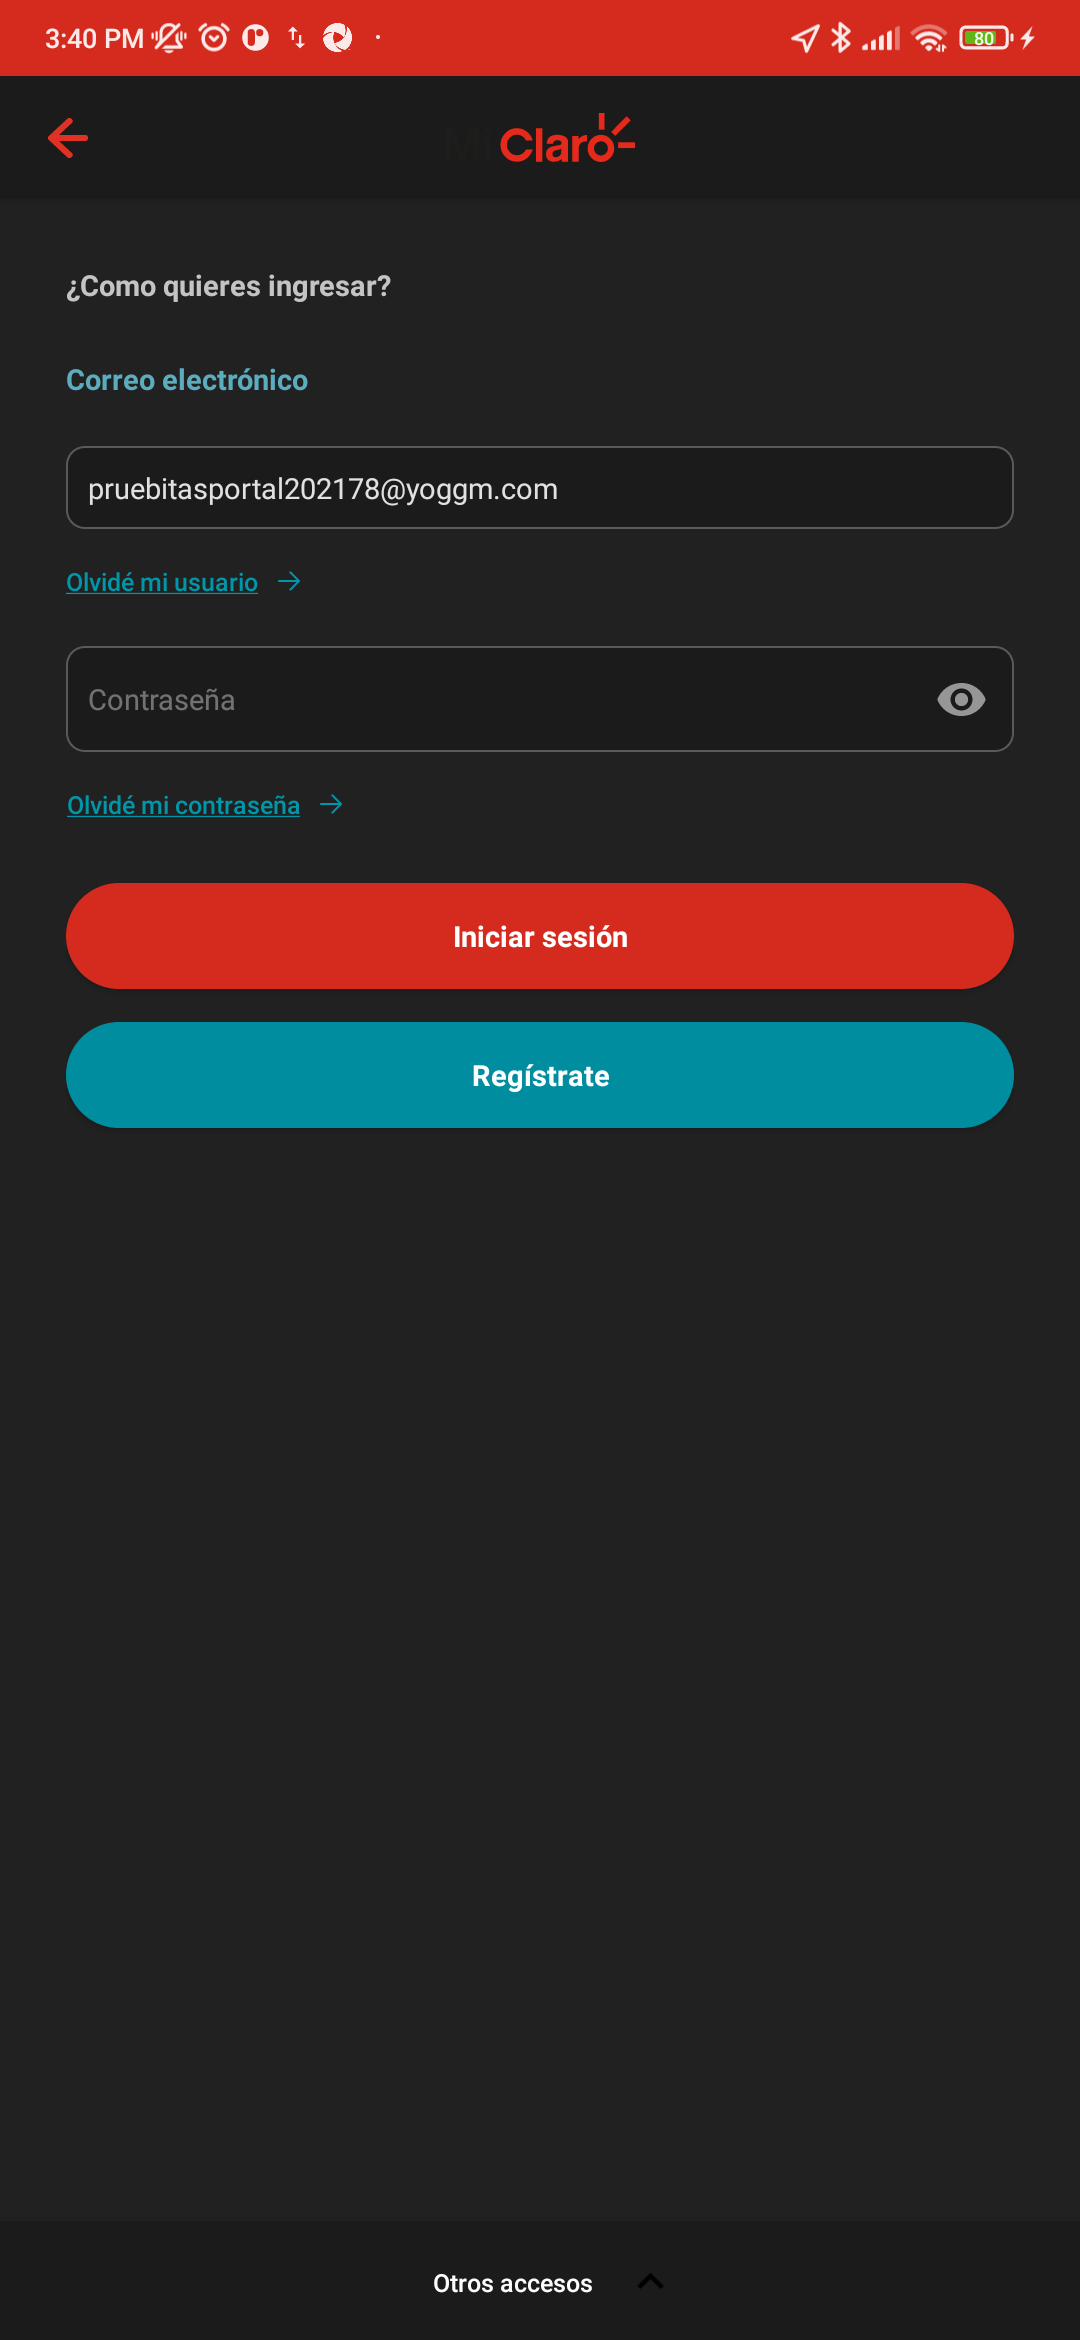 3:40 PM
80
Mi Claro
¿Como quieres ingresar?
Correo electrónico
pruebitasportal202178@yoggm.com
Olvidé mi usuario
Contraseña
Olvidé mi contraseña
Iniciar sesión
Regístrate
Otros accesos